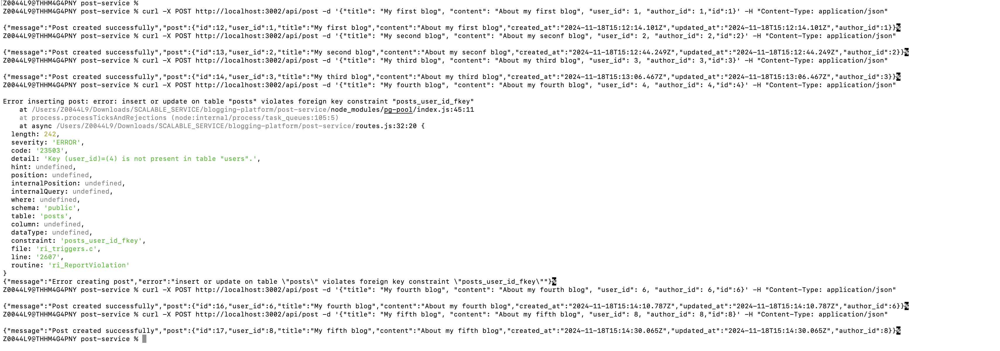 Z0044L9@THHM4G4PNY post-service %
Z0044L9@THHM4G4PNY post-service % curl -X POST http://localhost:3002/api/post -d '{"title": "My first blog", "content": "About my first blog", "user_id": 1, "author_id": 1,"id":1}' -H "Content-Type: application/json"
{"message":"Post created successfully","post":{"id":12,"user_id":1,"title":"My first blog","content":"About my first blog","created_at":"2024-11-18T15:12:14.101Z","updated_at":"2024-11-18T15:12:14.101Z","author_id":1}}%
Z0044L9@THHM4G4PNY post-service % curl -X POST http://localhost:3002/api/post -d '{"title": "My second blog", "content": "About my seconf blog", "user_id": 2, "author_id": 2,"id":2}' -H "Content-Type: application/json"
{"message":"Post created successfully","post":{"id":13,"user_id":2,"title":"My second blog","content":"About my seconf blog","created_at":"2024-11-18T15:12:44.249Z","updated_at":"2024-11-18T15:12:44.249Z","author_id":2}}%
Z0044L9@THHM4G4PNY post-service % curl -X POST http://localhost:3002/api/post -d '{"title": "My third blog", "content": "About my third blog", "user_id": 3, "author_id": 3,"id":3}' -H "Content-Type: application/json"
{"message":"Post created successfully","post":{"id":14,"user_id":3,"title":"My third blog","content":"About my third blog","created_at":"2024-11-18T15:13:06.467Z","updated_at":"2024-11-18T15:13:06.467Z","author_id":3}}%
Z0044L9@THHM4G4PNY post-service % curl -X POST http://localhost:3002/api/post -d '{"title": "My fourth blog", "content": "About my fourth blog", "user_id": 4, "author_id": 4,"id":4}' -H "Content-Type: application/json"
Error inserting post: error: insert or update on table "posts" violates foreign key constraint "posts_user_id_fkey"
at /Users/Z0044L9/Downloads/SCALABLE_SERVICE/blogging-platform/post-service/node_modules/pg-pool/index.js:45:11
at process.processTicksAndRejections (node:internal/process/task_queues:105:5)
at async /Users/Z0044L9/Downloads/SCALABLE_SERVICE/blogging-platform/post-service/routes.js:32:20 {
length: 242,
severity: 'ERROR',
code: '23503',
detail: 'Key (user_id)=(4) is not present in table "users".',
hint: undefined,
position: undefined,
internalPosition: undefined,
internalQuery: undefined,
where: undefined,
schema: 'public',
table: 'posts',
column: undefined,
dataType: undefined,
constraint: 'posts_user_id_fkey',
file: 'ri_triggers.c',
line: '2607',
routine: 'ri_ReportViolation'
}
{"message":"Error creating post","error":"insert or update on table \"posts\" violates foreign key constraint \"posts_user_id_fkey\""}%
Z0044L9@THHM4G4PNY post-service % curl -X POST http://localhost:3002/api/post -d '{"title": "My fourth blog", "content": "About my fourth blog", "user_id": 6, "author_id": 6,"id":6}' -H "Content-Type: application/json"
{"message":"Post created successfully","post":{"id":16,"user_id":6,"title":"My fourth blog","content":"About my fourth blog","created_at":"2024-11-18T15:14:10.787Z","updated_at":"2024-11-18T15:14:10.787Z","author_id":6}}%
Z0044L9@THHM4G4PNY post-service % curl -X POST http://localhost:3002/api/post -d '{"title": "My fifth blog", "content": "About my fifth blog", "user_id": 8, "author_id": 8,"id":8}' -H "Content-Type: application/json"
{"message":"Post created successfully","post":{"id":17,"user_id":8,"title":"My fifth blog","content":"About my fifth blog","created_at":"2024-11-18T15:14:30.065Z","updated_at":"2024-11-18T15:14:30.065Z","author_id":8}}%
Z0044L9@THHM4G4PNY post-service %